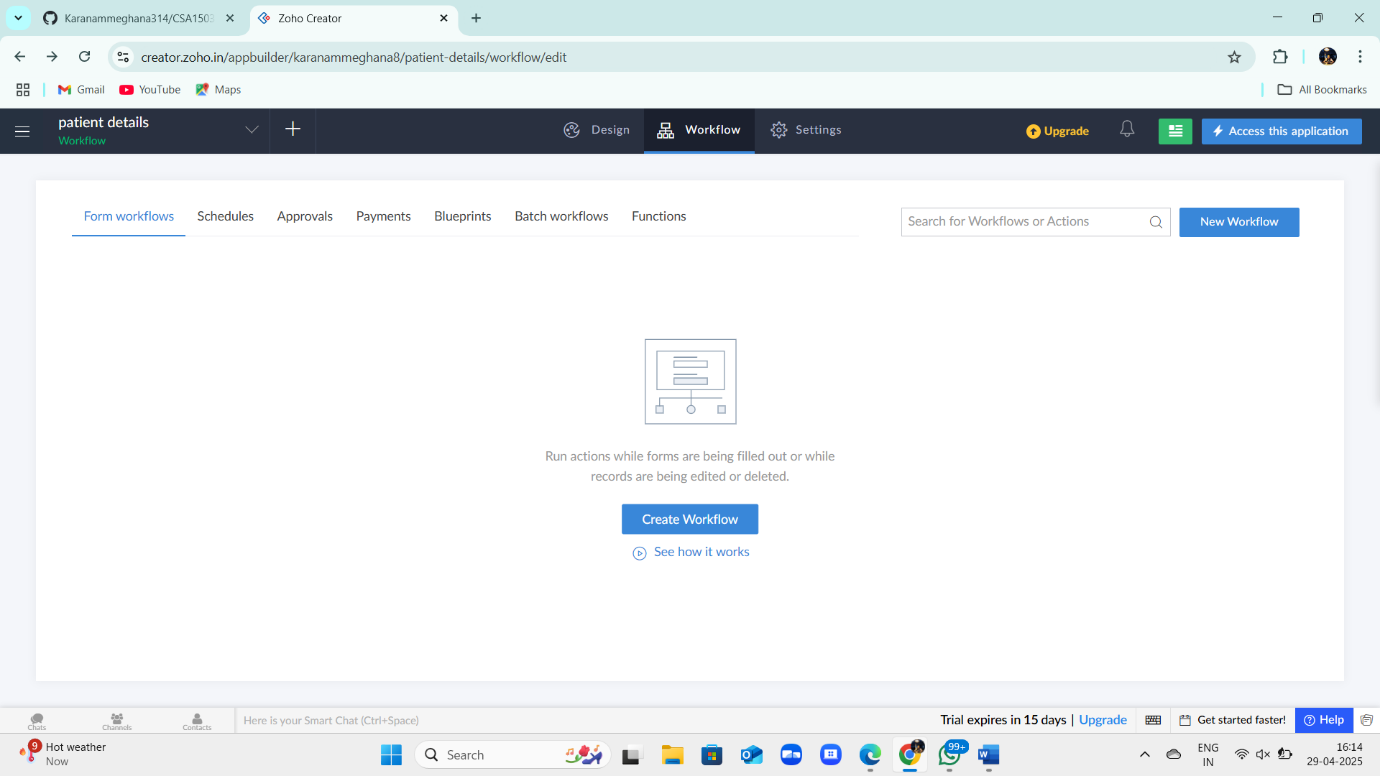 Karanammeghana314/CSA1503
Zoho Creator
creator.zoho.in/appbuilder/karanammeghana8/patient-details/workflow/edit
Gmail
YouTube
Maps
All Bookmarks
patient details
Workflow
Design
Workflow
Settings
Upgrade
Access this application
Form workflows
Schedules
Approvals
Payments
Blueprints
Batch workflows
Functions
Search for Workflows or Actions
New Workflow
Run actions while forms are being filled out or while
records are being edited or deleted.
Create Workflow
See how it works
Chats
Channels
Contacts
Here is your Smart Chat (Ctrl+Space)
Trial expires in 15 days | Upgrade
Get started faster!
Help
9
Hot weather
Now
Search
99+
ENG
IN
16:14
29-04-2025